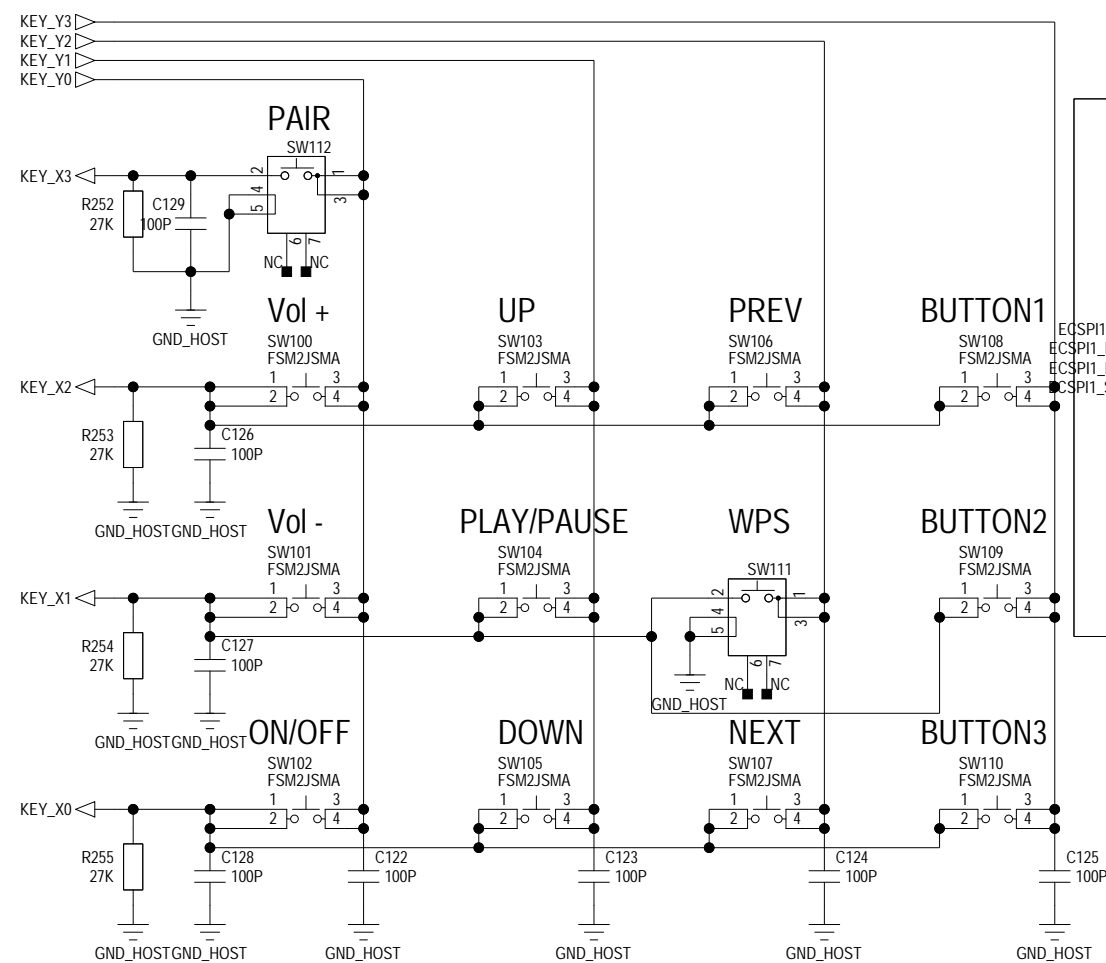 KEY_Y3
KEY_Y2
KEY_Y1
KEY_Y0
PAIR
SW112
KEY_X3
2
1
4
3
5
R252
27K
C129
100P
6
7
NC
NC
GND_HOST
Vol +
UP
PREV
BUTTON1
SW100
FSM2JSMA
SW103
FSM2JSMA
SW106
FSM2JSMA
SW108
FSM2JSMA
ECSPI1
ECSPI1_
ECSPI1_
ECSPI1_S
KEY_X2
1 3
2 4
1 3
2 4
1 3
2 4
1 3
2 4
R253
27K
C126
100P
GND_HOST
GND_HOST
Vol -
PLAY/PAUSE
WPS
BUTTON2
SW101
FSM2JSMA
SW104
FSM2JSMA
SW111
SW109
FSM2JSMA
KEY_X1
1 3
2 4
1 3
2 4
2
1
4
3
5
6
7
1 3
2 4
R254
27K
C127
100P
NC
NC
GND_HOST
GND_HOST
GND_HOST
ON/OFF
DOWN
NEXT
BUTTON3
SW102
FSM2JSMA
SW105
FSM2JSMA
SW107
FSM2JSMA
SW110
FSM2JSMA
KEY_X0
1 3
2 4
1 3
2 4
1 3
2 4
1 3
2 4
R255
27K
C128
100P
C122
100P
C123
100P
C124
100P
C125
100P
GND_HOST
GND_HOST
GND_HOST
GND_HOST
GND_HOST
GND_HOST